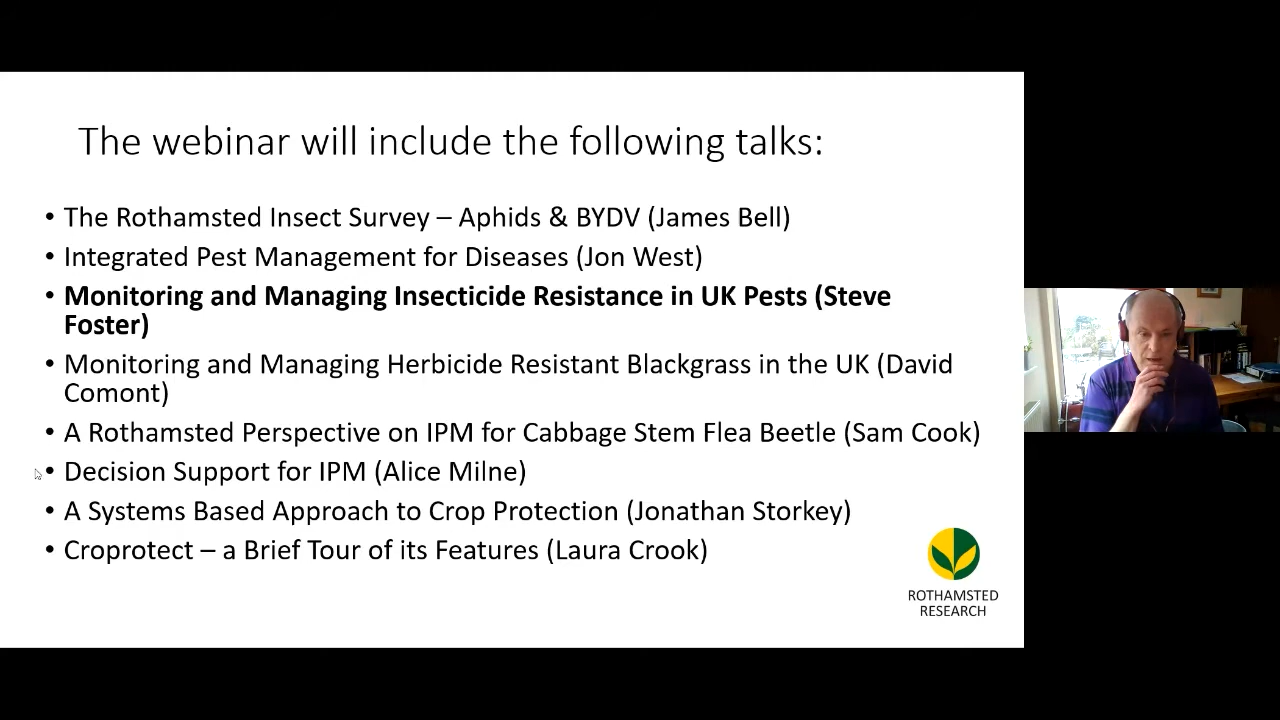 The webinar will include the following talks:
• The Rothamsted Insect Survey – Aphids & BYDV (James Bell)
• Integrated Pest Management for Diseases (Jon West)
• Monitoring and Managing Insecticide Resistance in UK Pests (Steve
Foster)
• Monitoring and Managing Herbicide Resistant Blackgrass in the UK (David
Comont)
• A Rothamsted Perspective on IPM for Cabbage Stem Flea Beetle (Sam Cook)
• Decision Support for IPM (Alice Milne)
• A Systems Based Approach to Crop Protection (Jonathan Storkey)
• Croprotect – a Brief Tour of its Features (Laura Crook)
ROTHAMSTED
RESEARCH